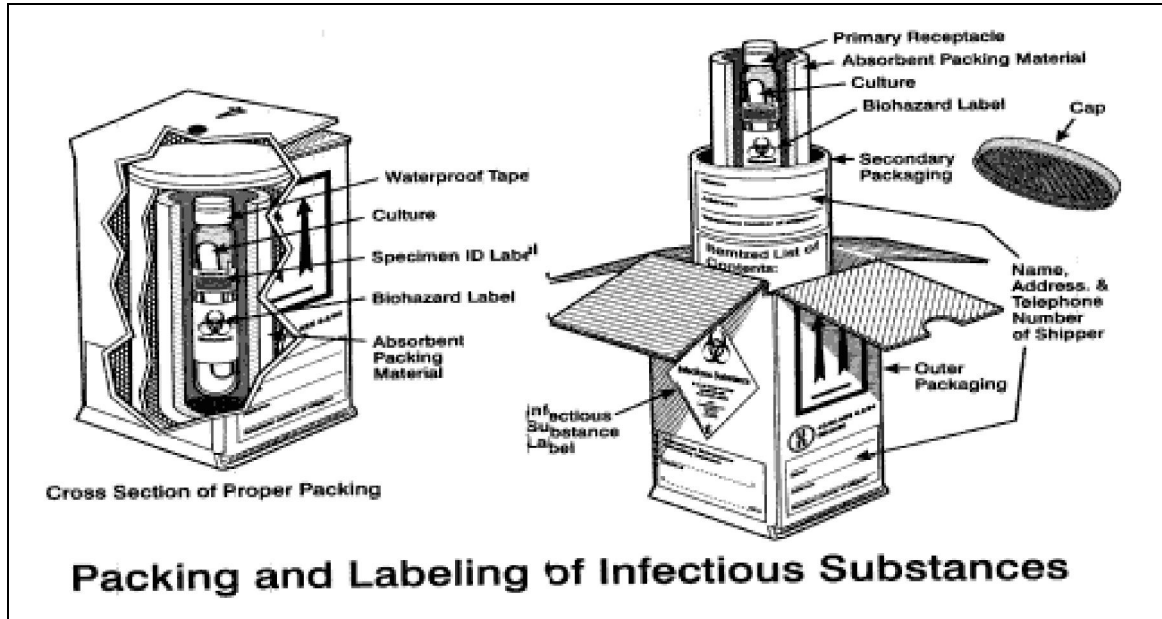 Waterproof Tape
Culture
Specimen ID Label
Biohazard Label
Absorbent
Packing
Material
Cross Section of Proper Packing
Primary Receptacle
Absorbent Packing Material
Culture
Biohazard Label
Cap
Secondary
Packaging
Itemized List of
Contents:
Name,
Address. &
Telephone
Number
of Shipper
Outer
Packaging
Infectious Substance
Infectious
Substance
Label
Packing and Labeling of Infectious Substances